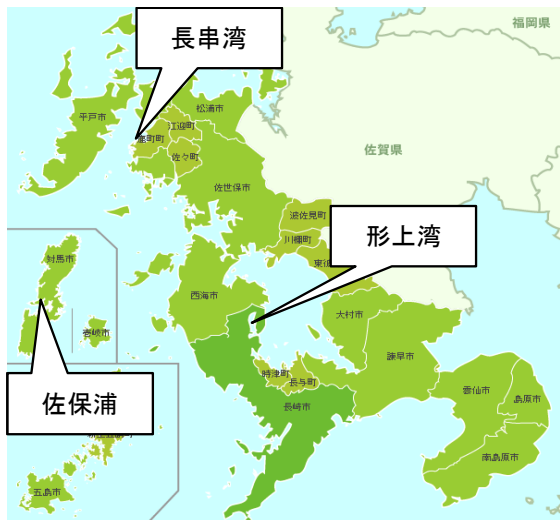 福岡県
長串湾
松浦市
平戸市
江迎町
鹿町町
佐々町
佐賀県
佐世保市
波佐見町
川棚町
形上湾
対馬市
西海市
大村市
壱岐市
諫早市
時津町
長与町
雲仙市
島原市
佐保浦
長崎市
南島原市
五島市